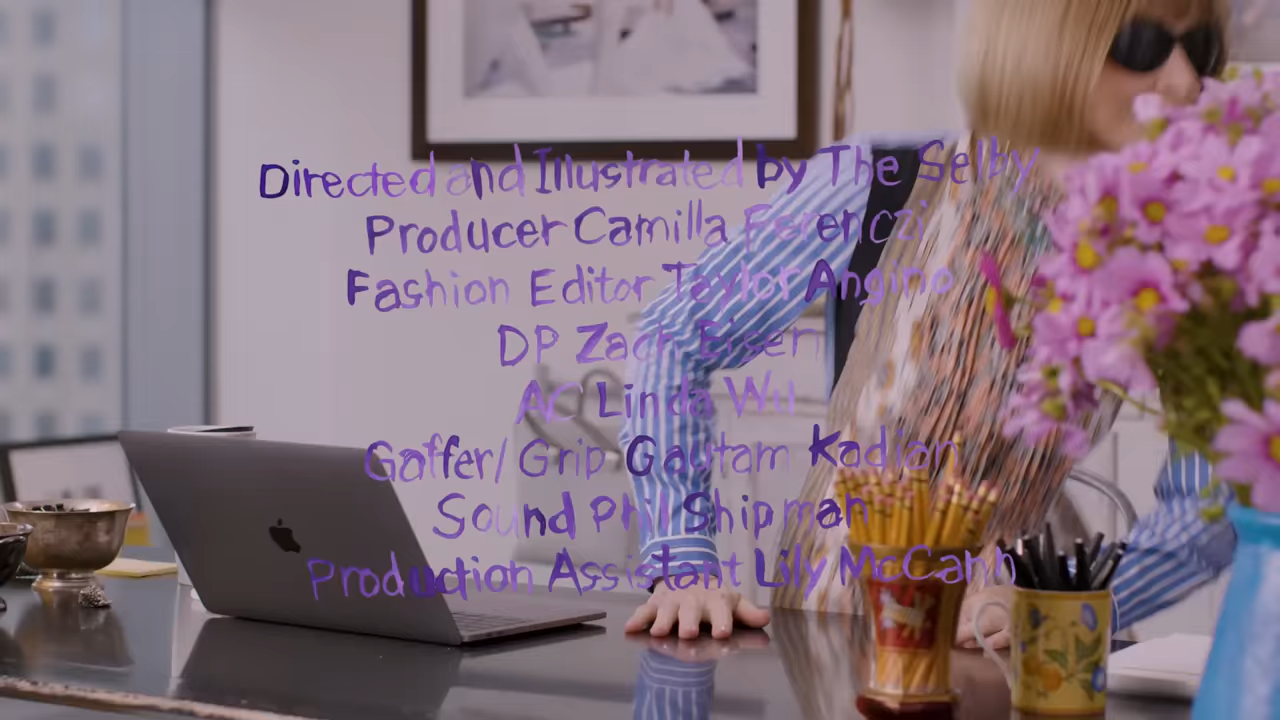 Directed and Illustrated by The Selby
Producer Camilla Ferenczi
Fashion Editor Taylor Angino
DP Zach Eisen
AC Linda Wu
Gaffer/Grip Gautam Kadian
Sound Phil Shipman
Production Assistant Lily McCann